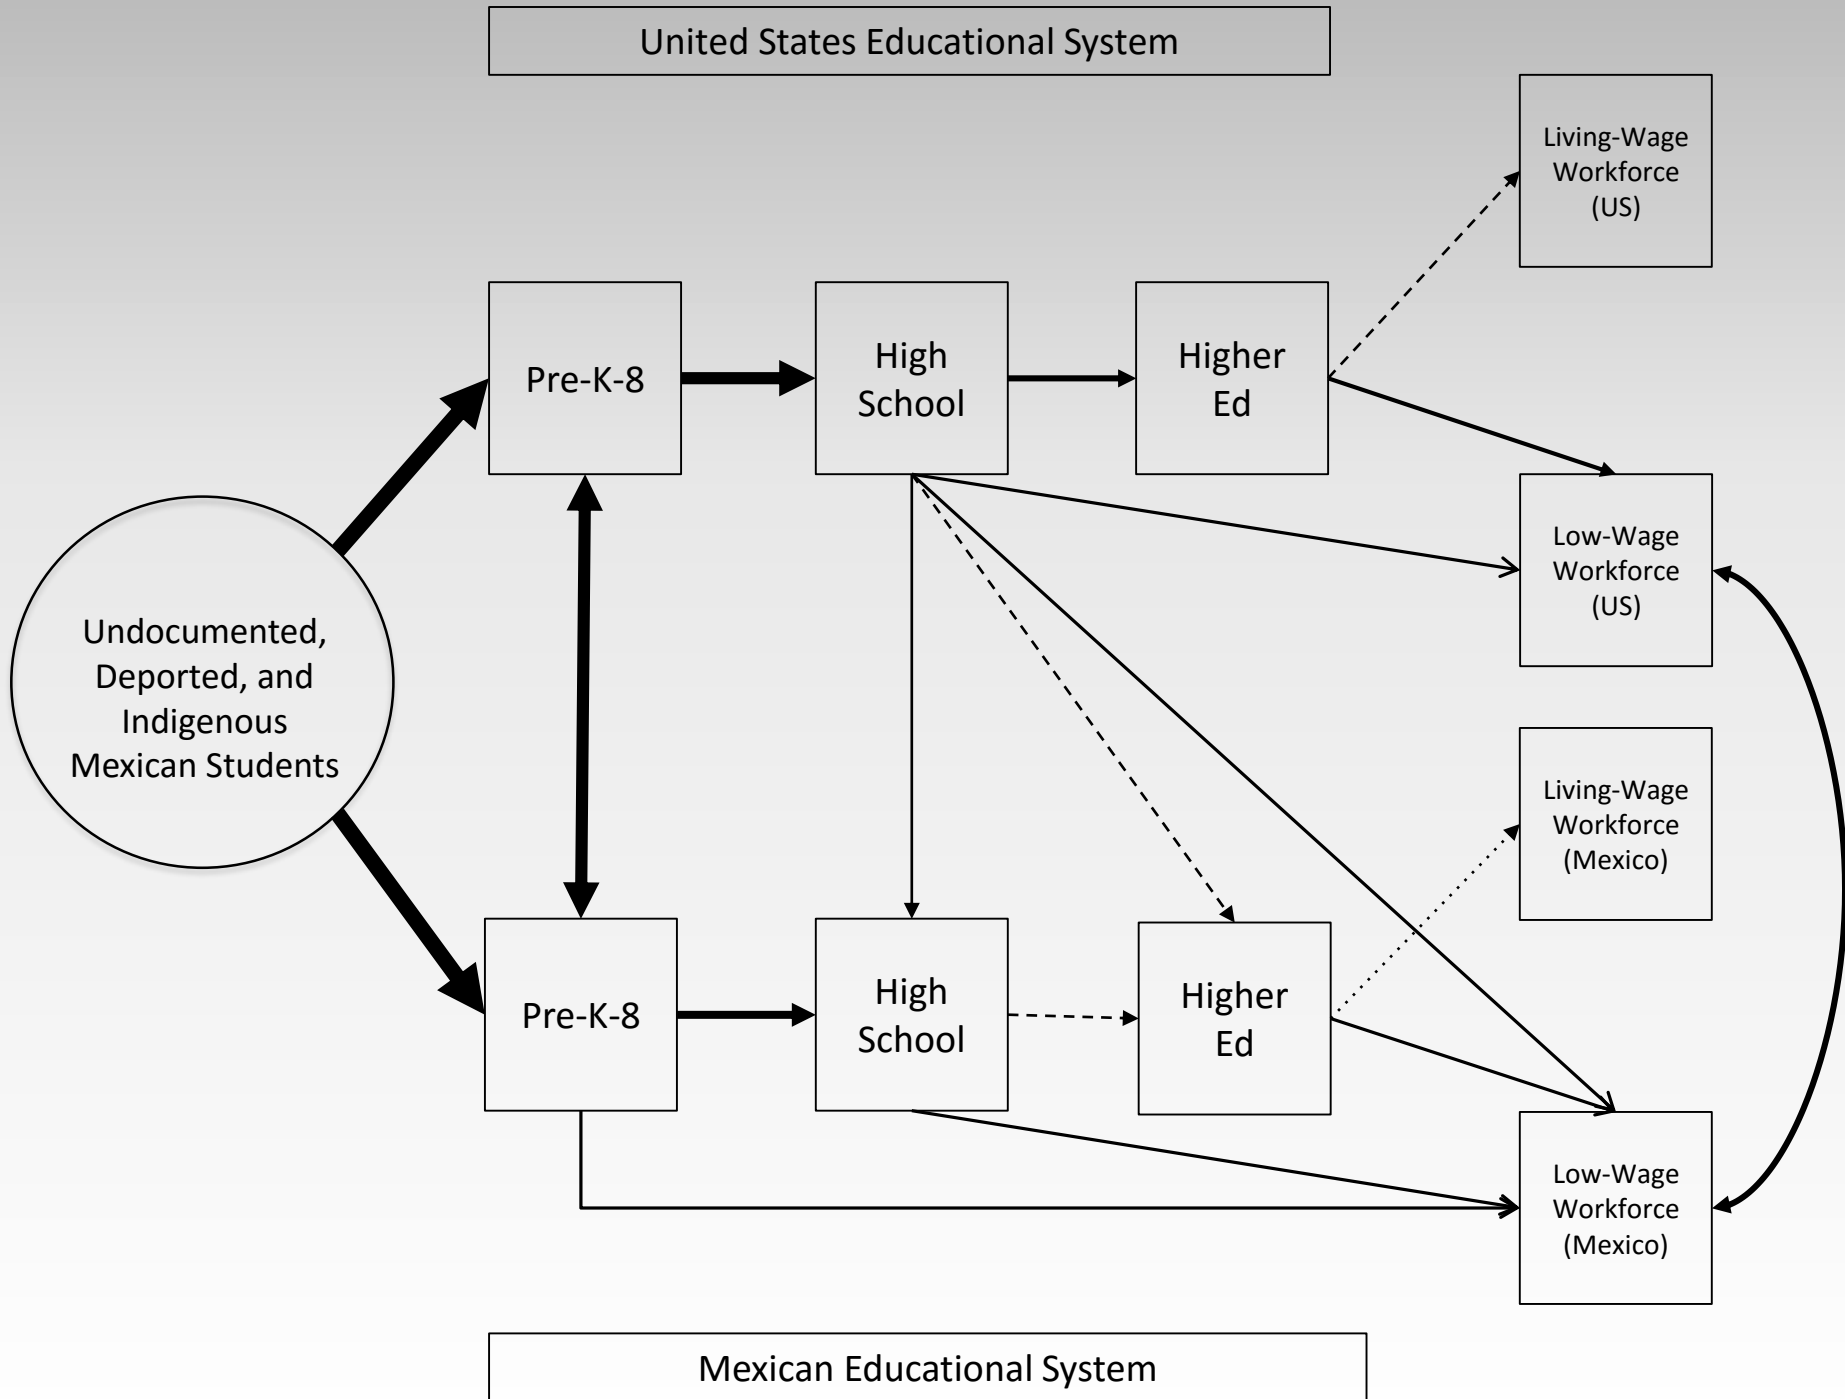 United States Educational System
Living-Wage
Workforce
(US)
Pre-K-8
High
School
Higher
Ed
Low-Wage
Workforce
(US)
Undocumented,
Deported, and
Indigenous
Mexican Students
Living-Wage
Workforce
(Mexico)
Pre-K-8
High
School
Higher
Ed
Low-Wage
Workforce
(Mexico)
Mexican Educational System